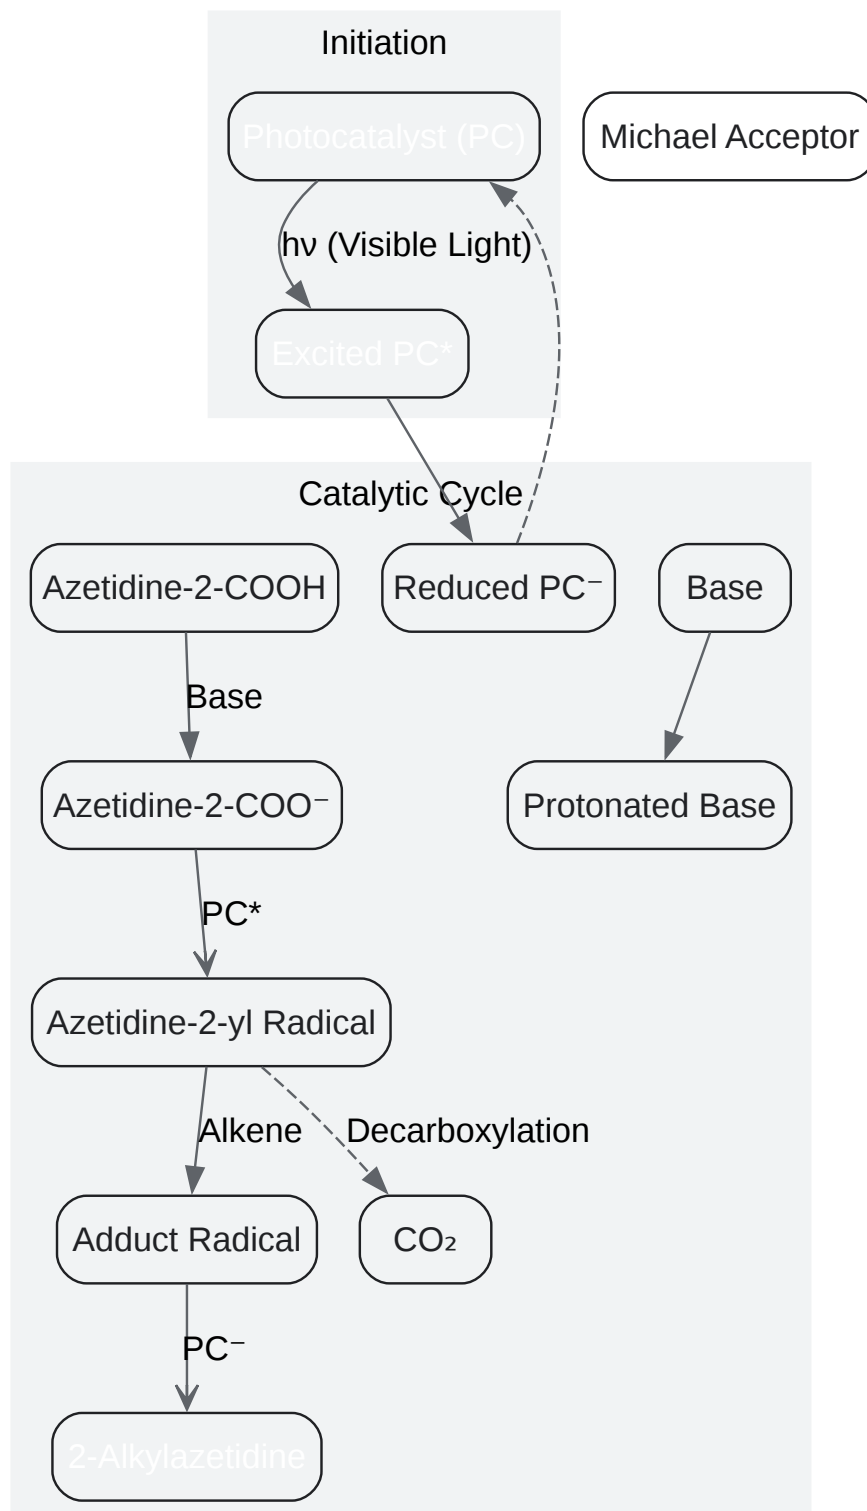 Initiation
Photocatalyst (PC)
Michael Acceptor
hν (Visible Light)
Excited PC*
Catalytic Cycle
Azetidine-2-COOH
Reduced PC⁻
Base
Base
Azetidine-2-COO⁻
Protonated Base
PC*
Azetidine-2-yl Radical
Alkene
Decarboxylation
Adduct Radical
CO₂
PC⁻
2-Alkylazetidine